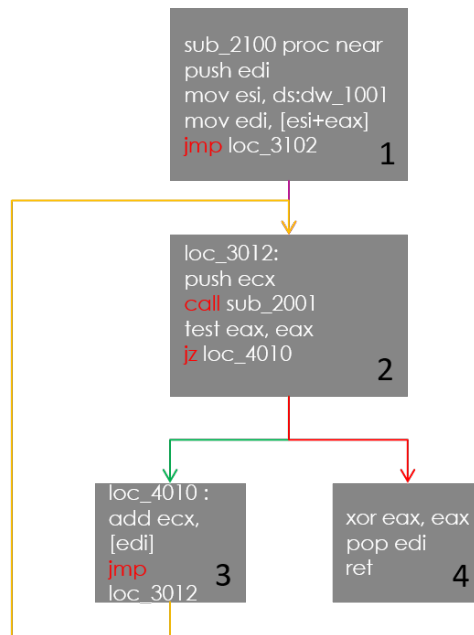 sub_2100 proc near
push edi
mov esi, ds:dw_1001
mov edi, [esi+eax]
jmp loc_3102
1
loc_3012:
push ecx
call sub_2001
test eax, eax
jz loc_4010
2
loc_4010 :
add ecx,
[edi]
jmp
loc_3012
3
xor eax, eax
pop edi
ret
4